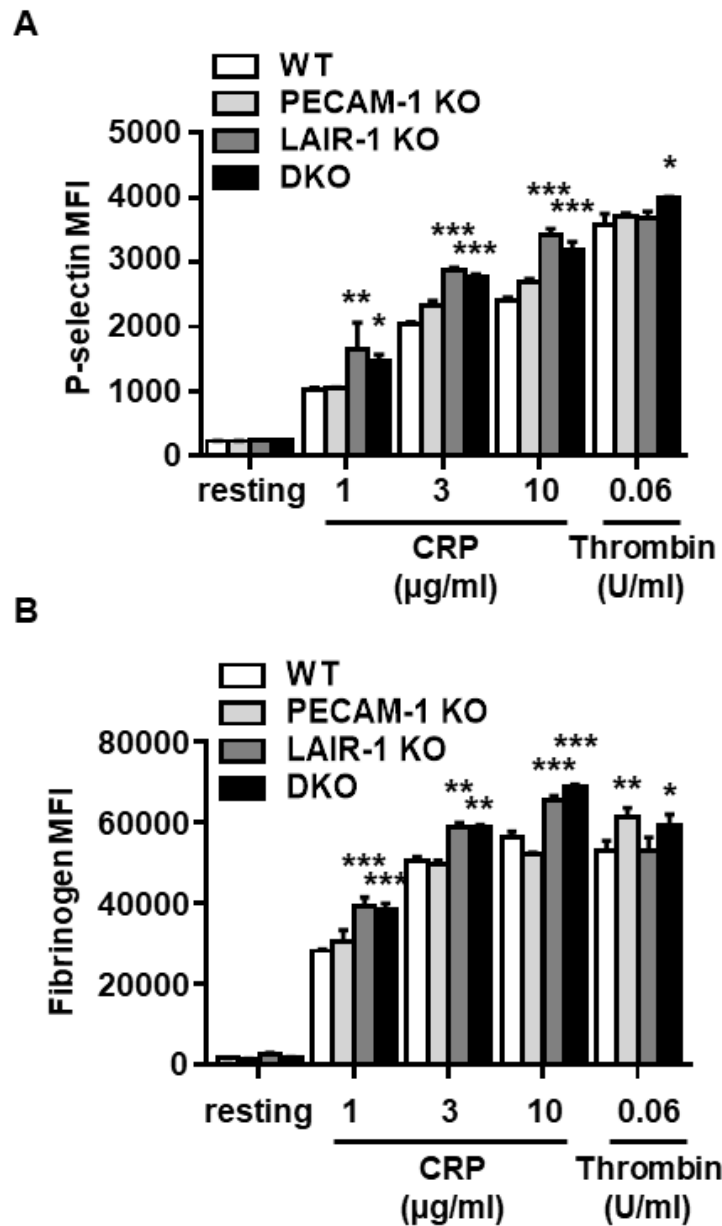 A
WT
PECAM-1 KO
LAIR-1 KO
DKO
P-selectin MFI
5000
4000
3000
2000
1000
0
**
*
***
***
***
***
*
resting
1
3
10
0.06
CRP
(µg/ml)
Thrombin
(U/ml)
B
WT
PECAM-1 KO
LAIR-1 KO
DKO
Fibrinogen MFI
80000
60000
40000
20000
0
***
***
**
**
***
***
**
*
resting
1
3
10
0.06
CRP
(µg/ml)
Thrombin
(U/ml)